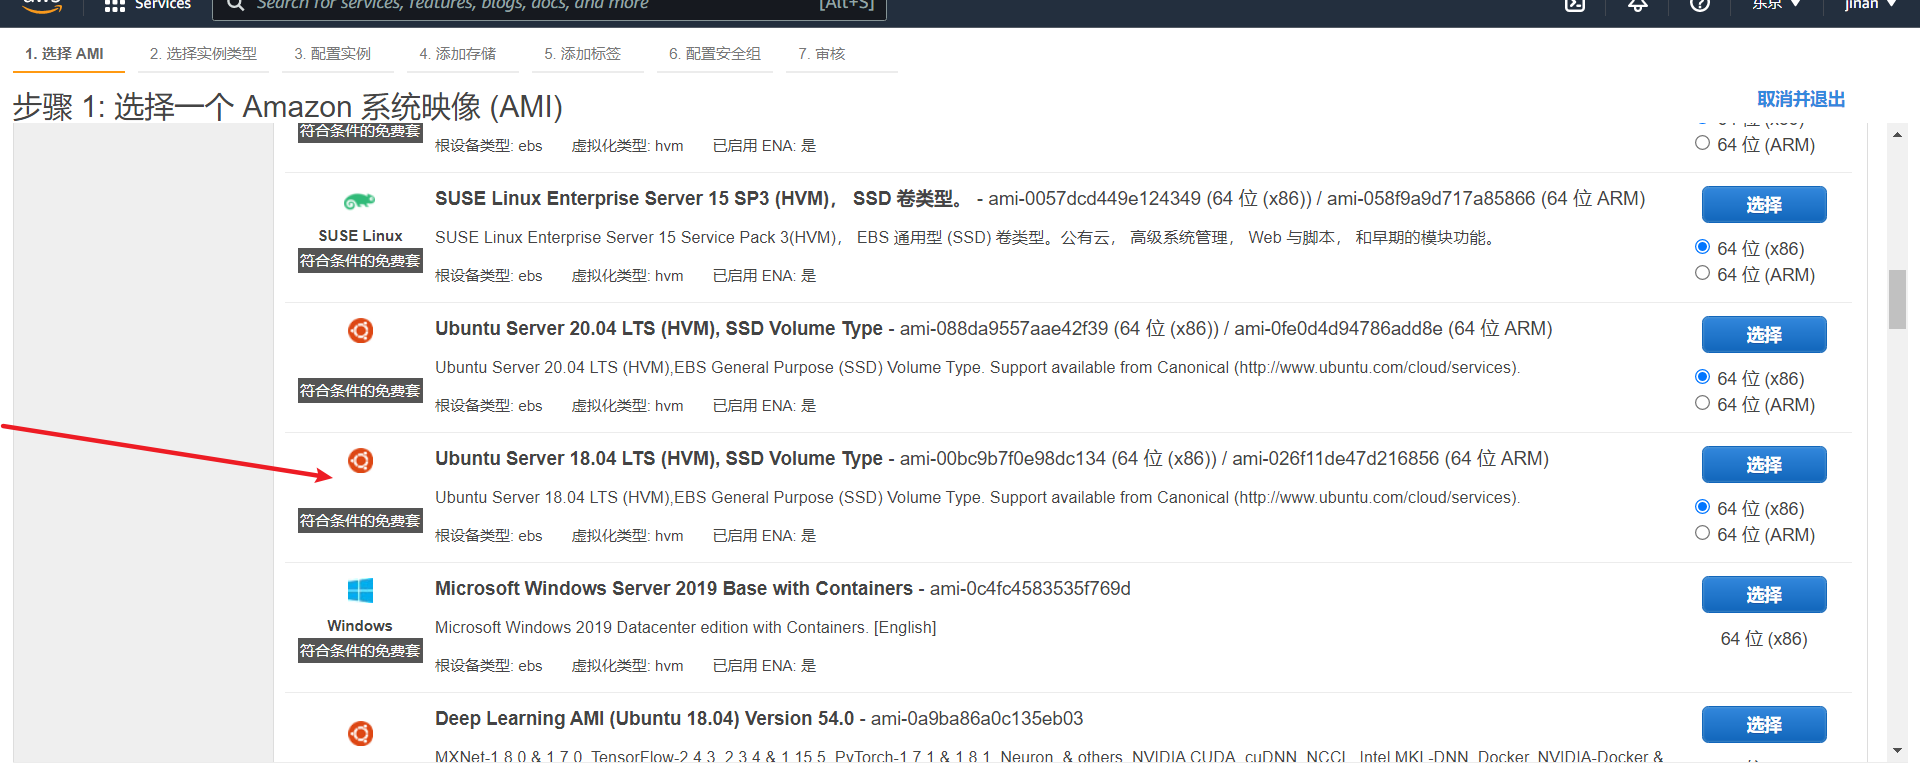 aws Services Search for services, features, blogs, docs, and more [Alt+S] 东京 jinan
1. 选择 AMI 2. 选择实例类型 3. 配置实例 4. 添加存储 5. 添加标签 6. 配置安全组 7. 审核
步骤 1: 选择一个 Amazon 系统映像 (AMI) 取消并退出
符合条件的免费套 64 位 (x86)
根设备类型: ebs 虚拟化类型: hvm 已启用 ENA: 是 64 位 (ARM)
SUSE Linux Enterprise Server 15 SP3 (HVM)， SSD 卷类型。 - ami-0057dcd449e124349 (64 位 (x86)) / ami-058f9a9d717a85866 (64 位 ARM) 选择
SUSE Linux SUSE Linux Enterprise Server 15 Service Pack 3(HVM)， EBS 通用型 (SSD) 卷类型。公有云， 高级系统管理， Web 与脚本， 和早期的模块功能。 64 位 (x86)
符合条件的免费套 根设备类型: ebs 虚拟化类型: hvm 已启用 ENA: 是 64 位 (ARM)
Ubuntu Server 20.04 LTS (HVM), SSD Volume Type - ami-088da9557aae42f39 (64 位 (x86)) / ami-0fe0d4d94786add8e (64 位 ARM) 选择
Ubuntu Server 20.04 LTS (HVM),EBS General Purpose (SSD) Volume Type. Support available from Canonical (http://www.ubuntu.com/cloud/services). 64 位 (x86)
符合条件的免费套 根设备类型: ebs 虚拟化类型: hvm 已启用 ENA: 是 64 位 (ARM)
Ubuntu Server 18.04 LTS (HVM), SSD Volume Type - ami-00bc9b7f0e98dc134 (64 位 (x86)) / ami-026f11de47d216856 (64 位 ARM) 选择
Ubuntu Server 18.04 LTS (HVM),EBS General Purpose (SSD) Volume Type. Support available from Canonical (http://www.ubuntu.com/cloud/services). 64 位 (x86)
符合条件的免费套 根设备类型: ebs 虚拟化类型: hvm 已启用 ENA: 是 64 位 (ARM)
Microsoft Windows Server 2019 Base with Containers - ami-0c4fc4583535f769d 选择
Windows Microsoft Windows 2019 Datacenter edition with Containers. [English] 64 位 (x86)
符合条件的免费套 根设备类型: ebs 虚拟化类型: hvm 已启用 ENA: 是
Deep Learning AMI (Ubuntu 18.04) Version 54.0 - ami-0a9ba86a0c135eb03 选择
MXNet-1.8.0 & 1.7.0, TensorFlow-2.4.3, 2.3.4 & 1.15.5, PyTorch-1.7.1 & 1.8.1, Neuron, & others. NVIDIA CUDA, cuDNN, NCCL, Intel MKL-DNN, Docker, NVIDIA-Docker &